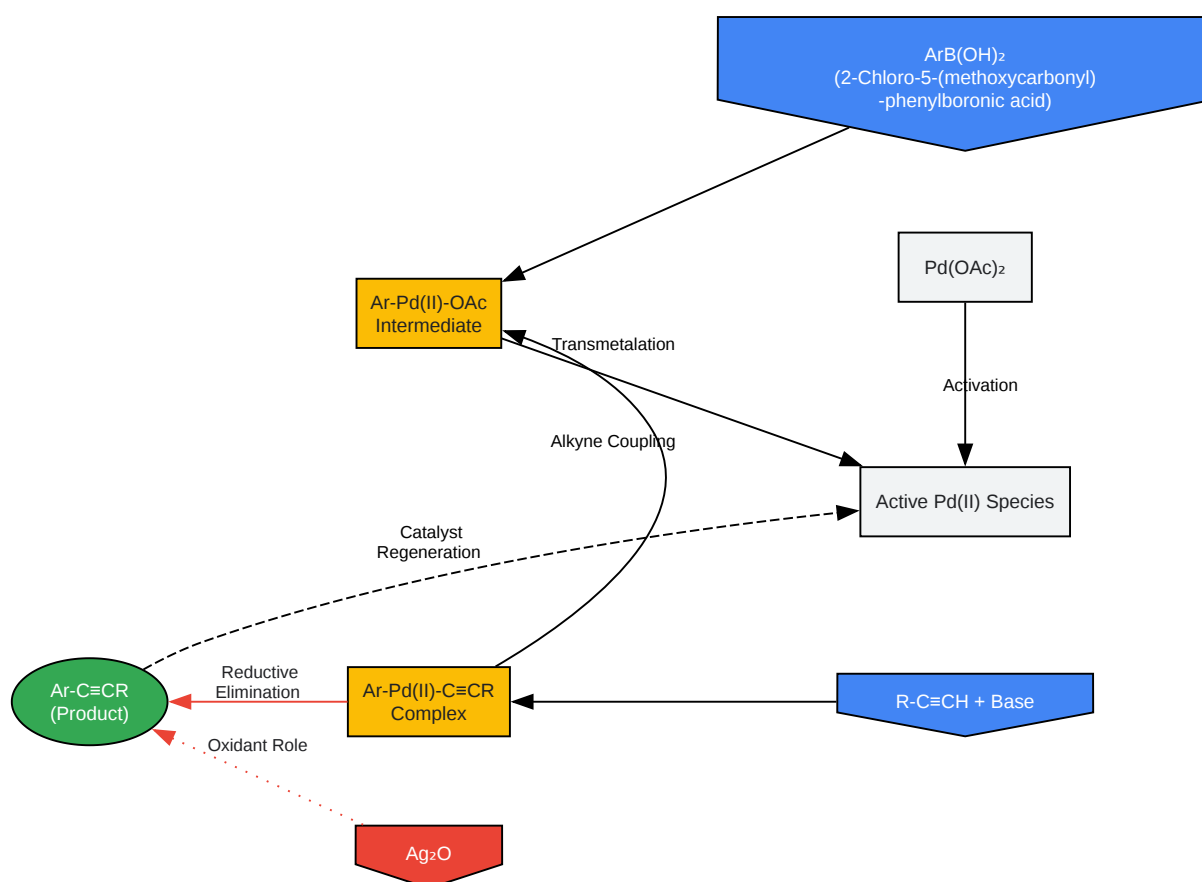 ArB(OH)₂
(2-Chloro-5-(methoxycarbonyl)
-phenylboronic acid)
Pd(OAc)₂
Ar-Pd(II)-OAc
Intermediate
Transmetalation
Activation
Alkyne Coupling
Active Pd(II) Species
Catalyst
Regeneration
Ar-C≡CR
(Product)
Reductive
Elimination
Ar-Pd(II)-C≡CR
Complex
R-C≡CH + Base
Oxidant Role
Ag₂O